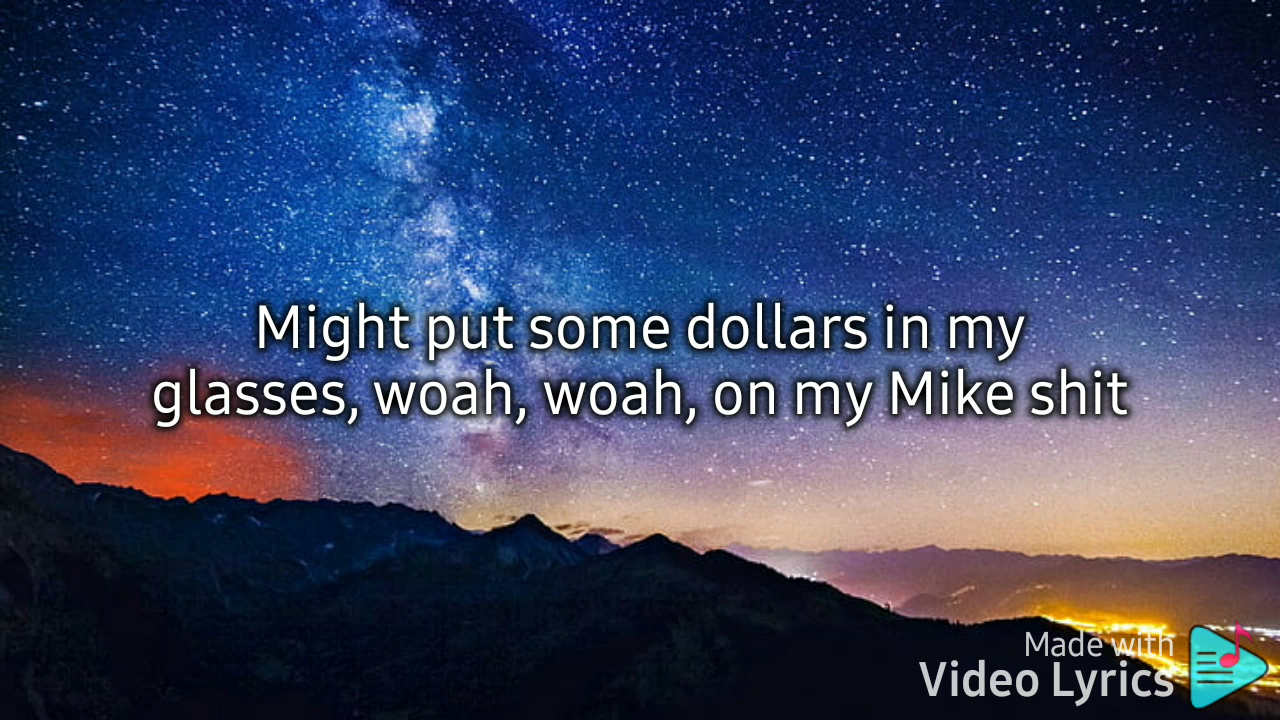 Might put some dollars in my
glasses, woah, woah, on my Mike shit
Made with
Video Lyrics